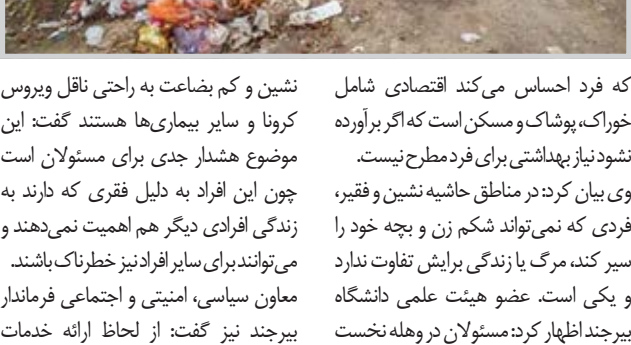 که فرد احساس می‌کند اقتصادی شامل
خوراک، پوشاک و مسکن است که اگر برآورده
نشود نیاز بهداشتی برای فرد مطرح نیست.
وی بیان کرد: در مناطق حاشیه نشین و فقیر،
فردی که نمی‌تواند شکم زن و بچه خود را
سیر کند، مرگ یا زندگی برایش تفاوت ندارد
و یکی است. عضو هیئت علمی دانشگاه
بیرجند اظهار کرد: مسئولان در وهله نخست
نشین و کم بضاعت به راحتی ناقل ویروس
کرونا و سایر بیماری‌ها هستند گفت: این
موضوع هشدار جدی برای مسئولان است
چون این افراد به دلیل فقری که دارند به
زندگی افرادی دیگر هم اهمیت نمی‌دهند و
می‌توانند برای سایر افراد نیز خطرناک باشند.
معاون سیاسی، امنیتی و اجتماعی فرماندار
بیرجند نیز گفت: از لحاظ ارائه خدمات